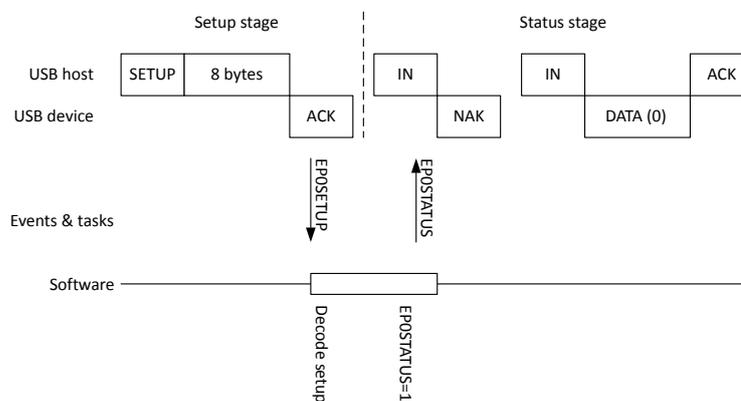 Setup stage
Status stage
USB host
SETUP
8 bytes
IN
IN
ACK
USB device
ACK
NAK
DATA (0)
EP0SETUP
EP0STATUS
Events & tasks
Software
Decode setup
EP0STATUS=1